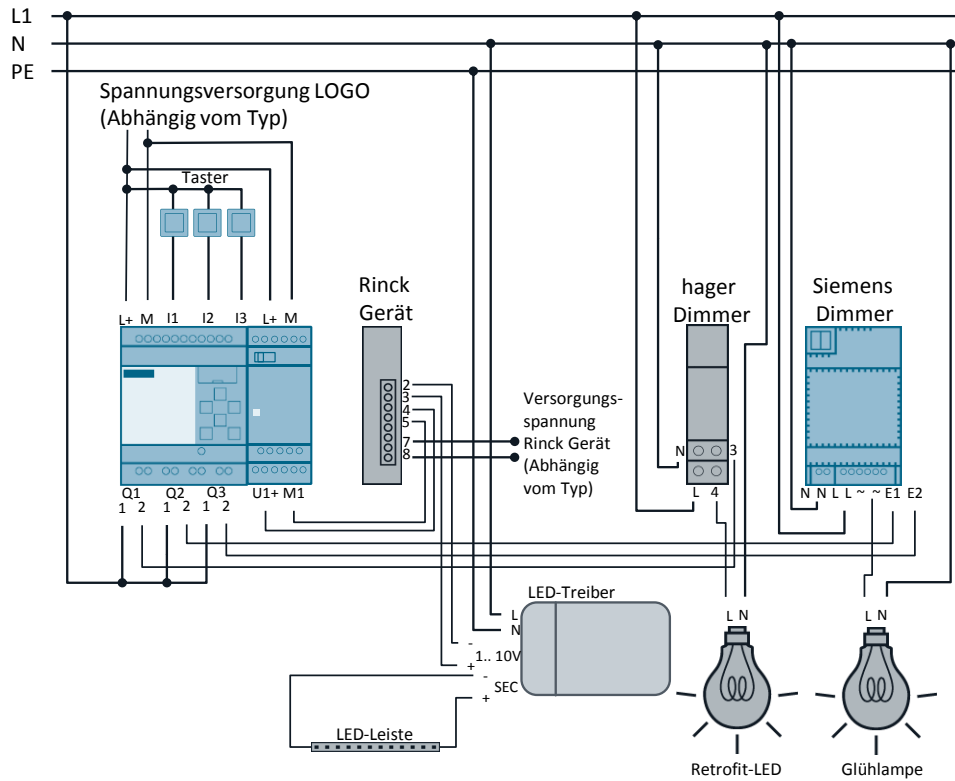 L1
N
PE
Spannungsversorgung LOGO
(Abhängig vom Typ)
Taster
L+ M I1 I2 I3 L+ M
Rinck
Gerät
2
3
4
5
7
8
Versorgungs-
spannung
Rinck Gerät
(Abhängig
vom Typ)
hager
Dimmer
N 3
L 4
Siemens
Dimmer
N N L L ~ ~ E1 E2
Q1 Q2 Q3 U1+ M1
1 2 1 2 1 2
LED-Treiber
L
N
-
1.. 10V
+
-
SEC
+
LED-Leiste
L N
Retrofit-LED
L N
Glühlampe